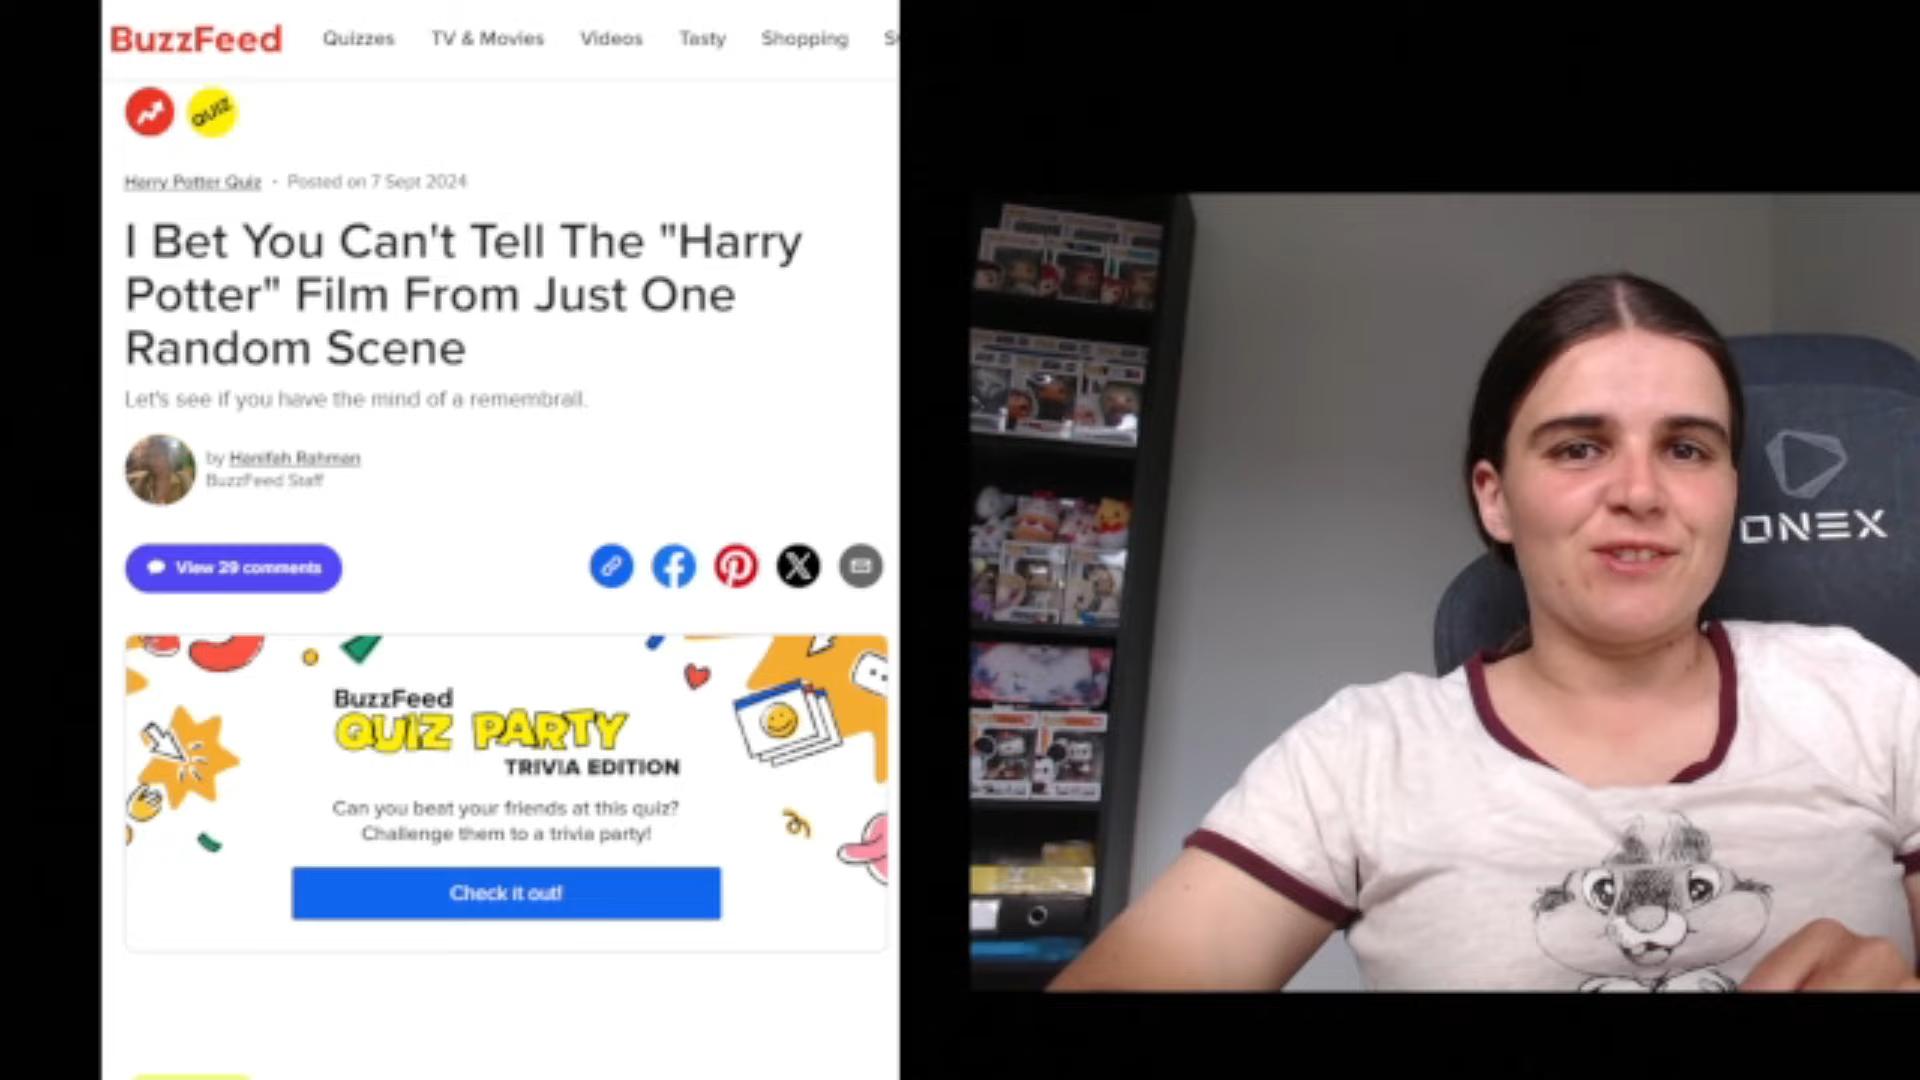 BuzzFeed Quizzes TV & Movies Videos Tasty Shopping
QUIZ
Harry Potter Quiz · Posted on 7 Sept 2024
I Bet You Can't Tell The "Harry
Potter" Film From Just One
Random Scene
Let's see if you have the mind of a remembrall.
by Hanifah Rahman
BuzzFeed Staff
View 29 comments
BuzzFeed
QUIZ PARTY
TRIVIA EDITION
Can you beat your friends at this quiz?
Challenge them to a trivia party!
Check it out!
ONEX